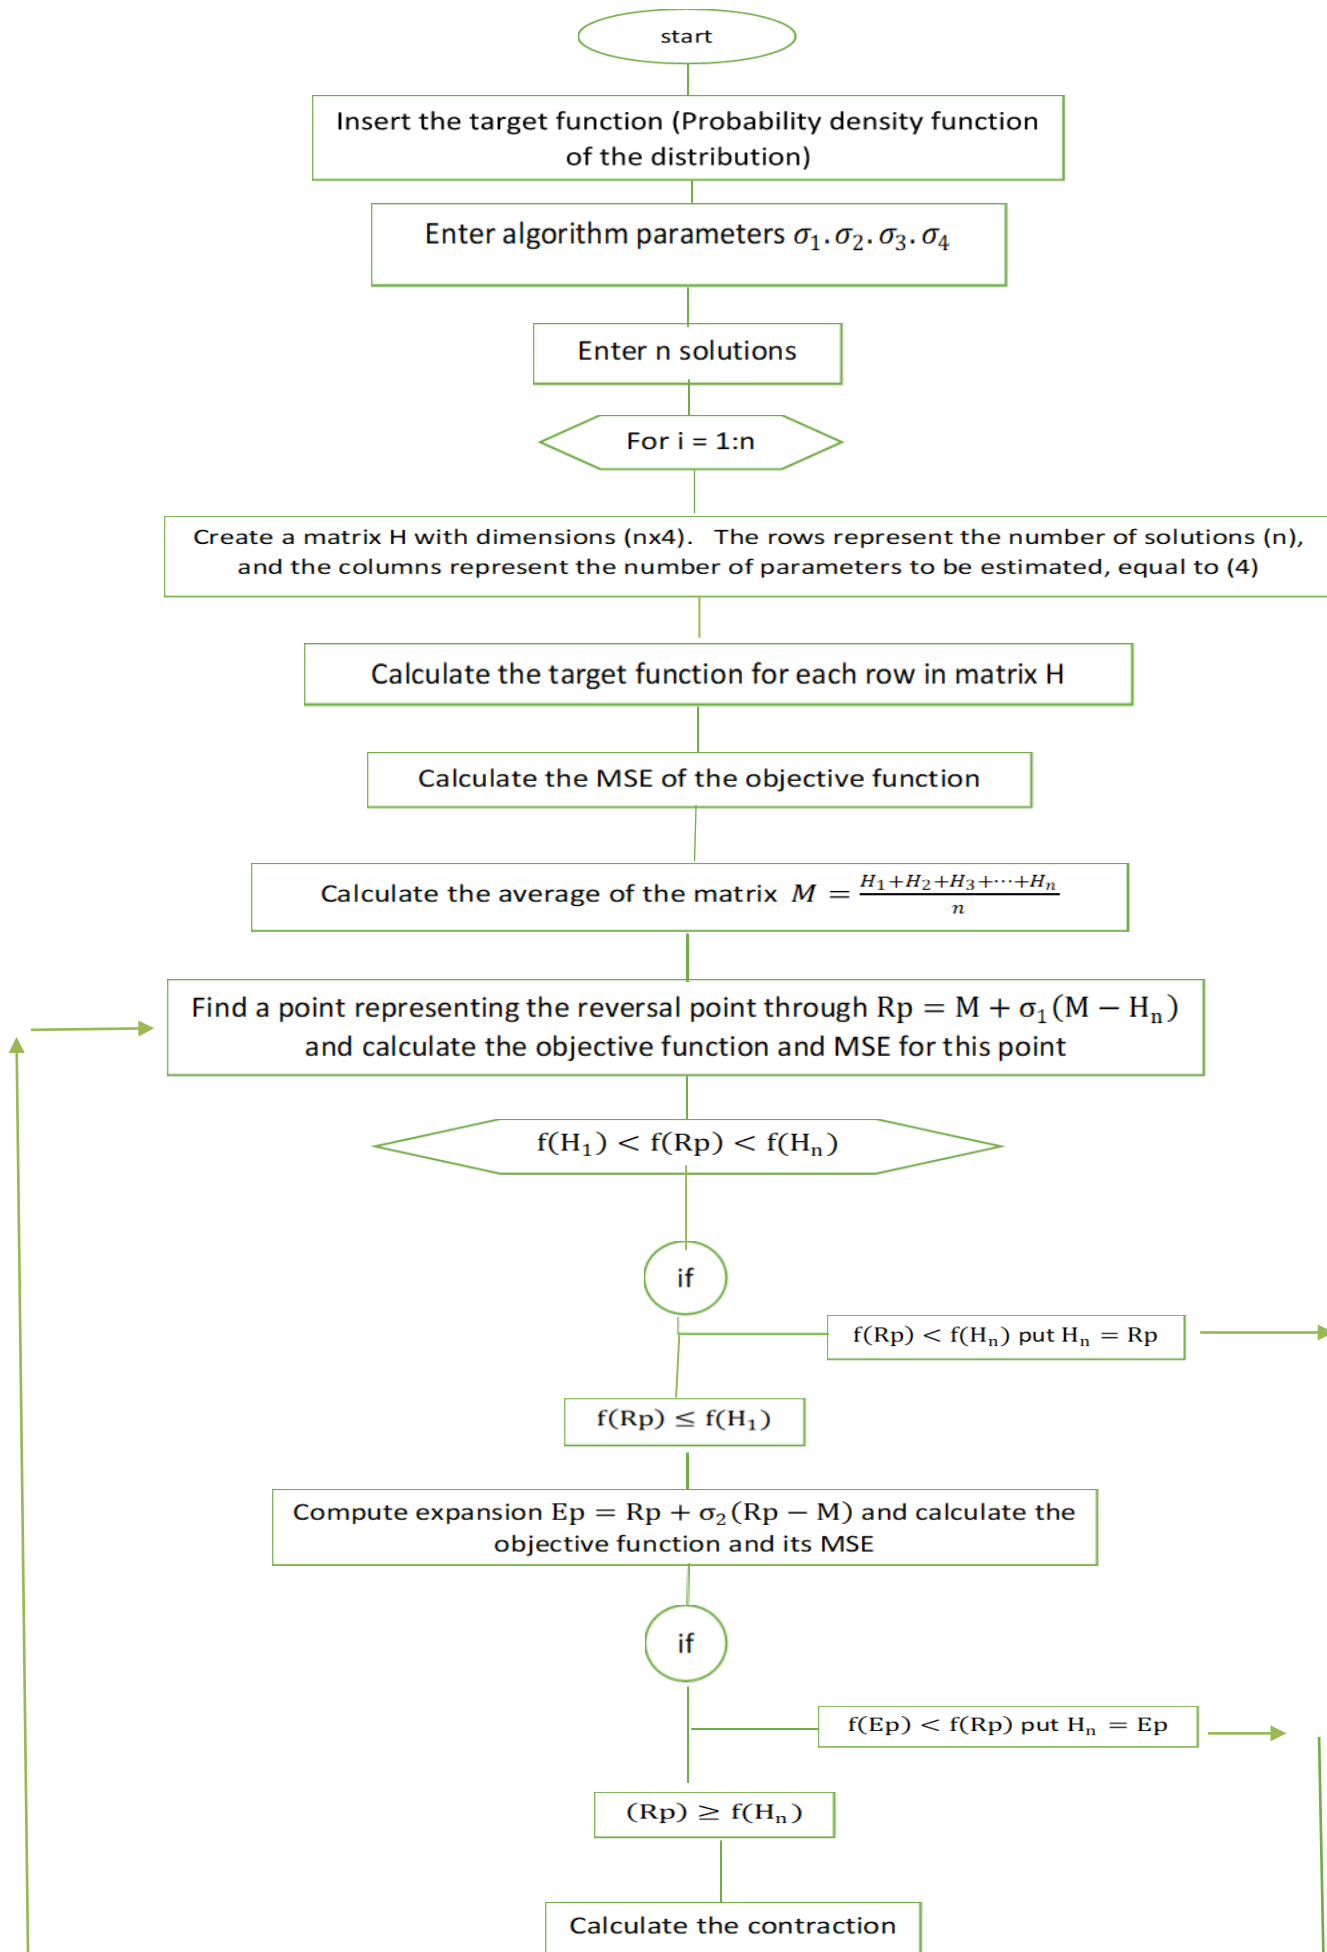 start
Insert the target function (Probability density function
of the distribution)
Enter algorithm parameters σ₁. σ₂. σ₃. σ₄
Enter n solutions
For i = 1:n
Create a matrix H with dimensions (nx4). The rows represent the number of solutions (n),
and the columns represent the number of parameters to be estimated, equal to (4)
Calculate the target function for each row in matrix H
Calculate the MSE of the objective function
Calculate the average of the matrix M = (H₁+H₂+H₃+⋯+Hₙ)/n
Find a point representing the reversal point through Rp = M + σ₁(M − Hₙ)
and calculate the objective function and MSE for this point
f(H₁) < f(Rp) < f(Hₙ)
if
f(Rp) < f(Hₙ) put Hₙ = Rp
f(Rp) ≤ f(H₁)
Compute expansion Ep = Rp + σ₂(Rp − M) and calculate the
objective function and its MSE
if
f(Ep) < f(Rp) put Hₙ = Ep
(Rp) ≥ f(Hₙ)
Calculate the contraction